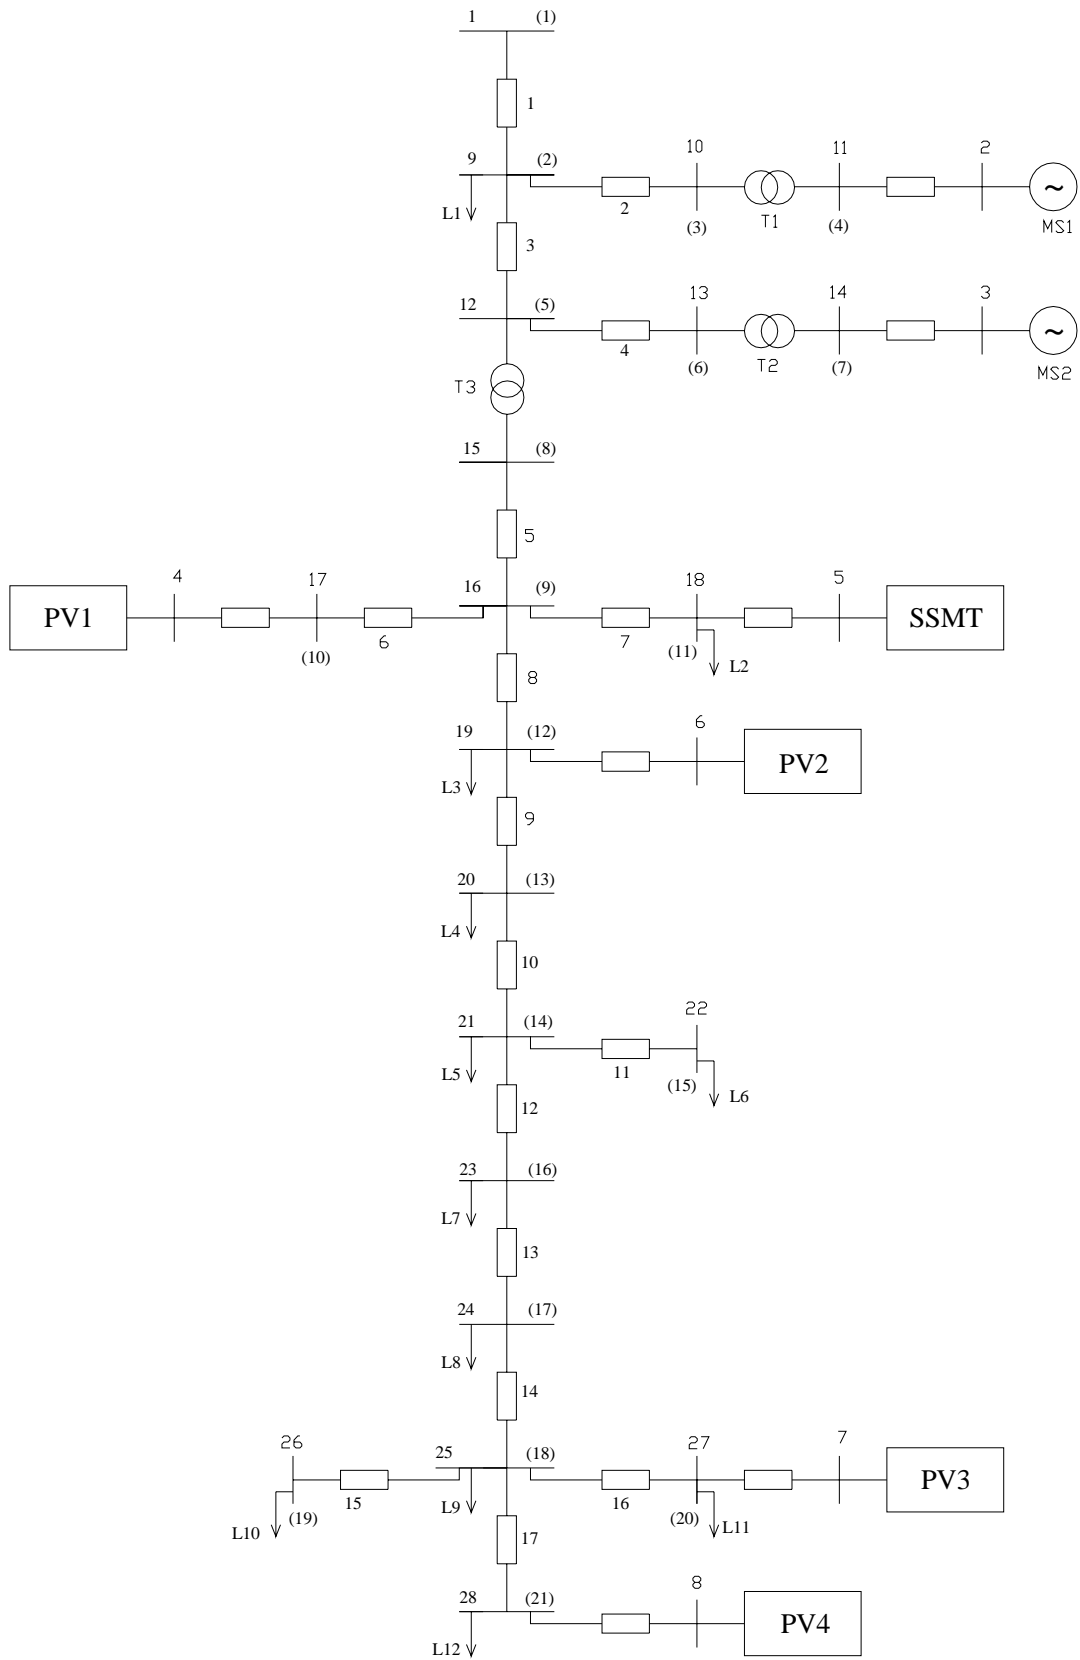 1 (1)
1
9 (2) 10 11 2
L1 2 (3) T1 (4) ~ MS1
3
12 (5) 13 14 3
4 (6) T2 (7) ~ MS2
T3
15 (8)
5
PV1 4 17 16 (9) 18 5 SSMT
(10) 6 7 (11) L2
8
19 (12) 6 PV2
L3
9
20 (13)
L4
10
21 (14) 22
L5 11 (15) L6
12
23 (16)
L7
13
24 (17)
L8
14
26 25 (18) 27 7 PV3
L10 (19) 15 L9 16 (20) L11
17
28 (21) 8 PV4
L12